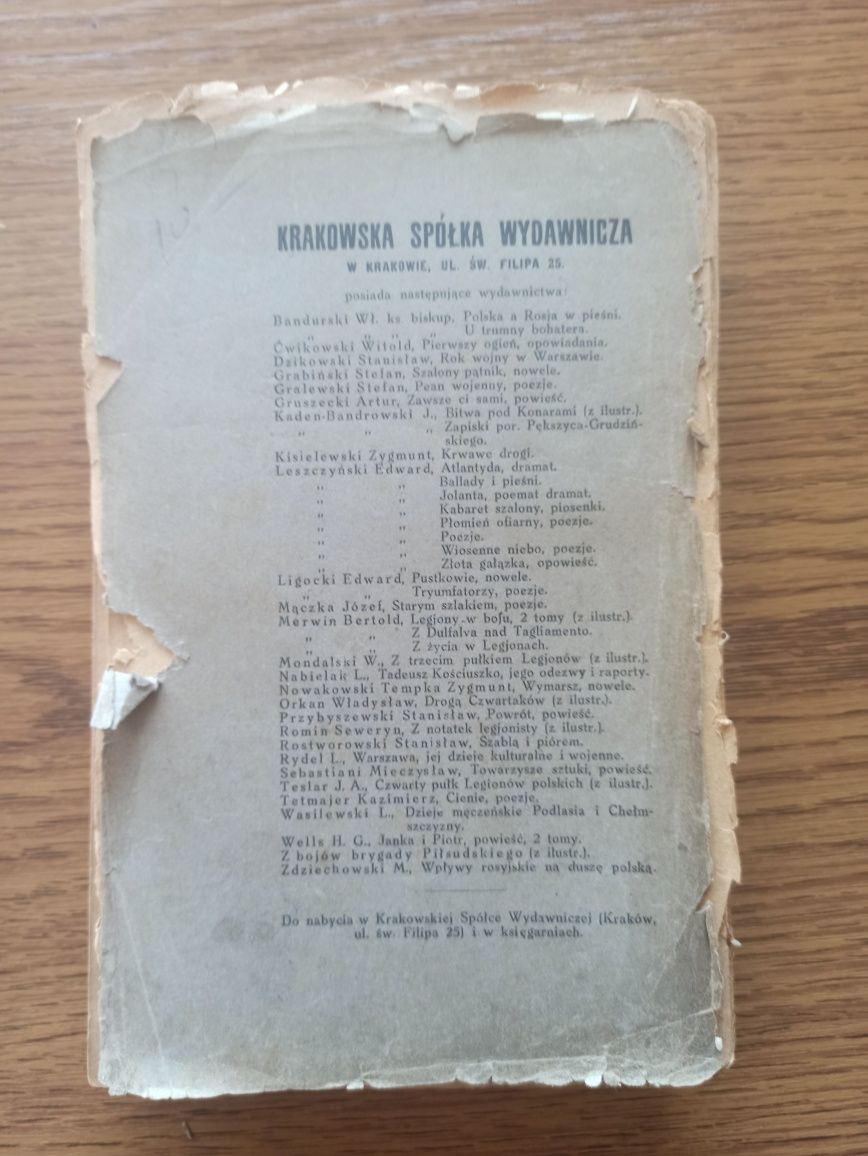 KRAKOWSKA SPÓŁKA WYDAWNICZA
W KRAKOWIE, UL. ŚW. FILIPA 25.
posiada następujące wydawnictwa:
Bandurski Wł. ks. biskup, Polska a Rosja w pieśni.
„ „ „ „ U trumny bohatera.
Ćwikowski Witold, Pierwszy ogień, opowiadania.
Dzikowski Stanisław, Rok wojny w Warszawie.
Grabiński Stefan, Szalony pątnik, nowele.
Gralewski Stefan, Pean wojenny, poezje.
Gruszecki Artur, Zawsze ci sami, powieść.
Kaden-Bandrowski J., Bitwa pod Konarami (z ilustr.).
„ „ „ Zapiski por. Pększyca-Grudziń-
skiego.
Kisielewski Zygmunt, Krwawe drogi.
Leszczyński Edward, Atlantyda, dramat.
„ „ Ballady i pieśni.
„ „ Jolanta, poemat dramat.
„ „ Kabaret szalony, piosenki.
„ „ Płomień ofiarny, poezje.
„ „ Poezje.
„ „ Wiosenne niebo, poezje.
„ „ Złota gałązka, opowieść.
Ligocki Edward, Pustkowie, nowele.
„ „ Tryumfatorzy, poezje.
Mączka Józef, Starym szlakiem, poezje.
Merwin Bertold, Legiony w boju, 2 tomy (z ilustr.).
„ „ Z Dulfalva nad Tagliamento.
„ „ Z życia w Legjonach.
Mondalski W., Z trzecim pułkiem Legionów (z ilustr.).
Nabielak L., Tadeusz Kościuszko, jego odezwy i raporty.
Nowakowski Tempka Zygmunt, Wymarsz, nowele.
Orkan Władysław, Drogą Czwartaków (z ilustr.).
Przybyszewski Stanisław, Powrót, powieść.
Romin Seweryn, Z notatek legjonisty (z ilustr.).
Rostworowski Stanisław, Szablą i piórem.
Rydel L., Warszawa, jej dzieje kulturalne i wojenne.
Sebastiani Mieczysław, Towarzysze sztuki, powieść.
Teslar J. A., Czwarty pułk Legionów polskich (z ilustr.).
Tetmajer Kazimierz, Cienie, poezje.
Wasilewski L., Dzieje męczeńskie Podlasia i Chełm-
szczyzny.
Wells H. G., Janka i Piotr, powieść, 2 tomy.
Z bojów brygady Piłsudskiego (z ilustr.).
Zdziechowski M., Wpływy rosyjskie na duszę polską.
Do nabycia w Krakowskiej Spółce Wydawniczej (Kraków,
ul. św. Filipa 25) i w księgarniach.